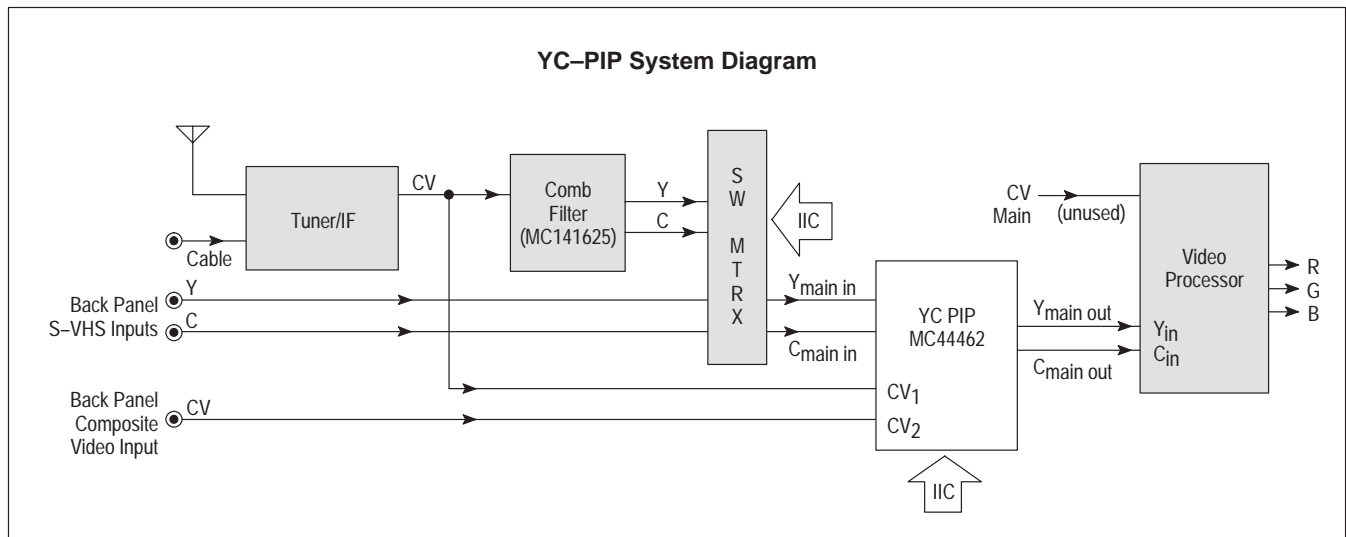 YC–PIP System Diagram
Tuner/IF
Cable
CV
Comb
Filter
(MC141625)
Y
C
S
W
M
T
R
X
IIC
Back Panel
S–VHS Inputs
Y
C
Ymain in
Cmain in
Back Panel
Composite
Video Input
CV
YC PIP
MC44462
CV1
CV2
IIC
Ymain out
Cmain out
CV
Main
(unused)
Video
Processor
Yin
Cin
R
G
B